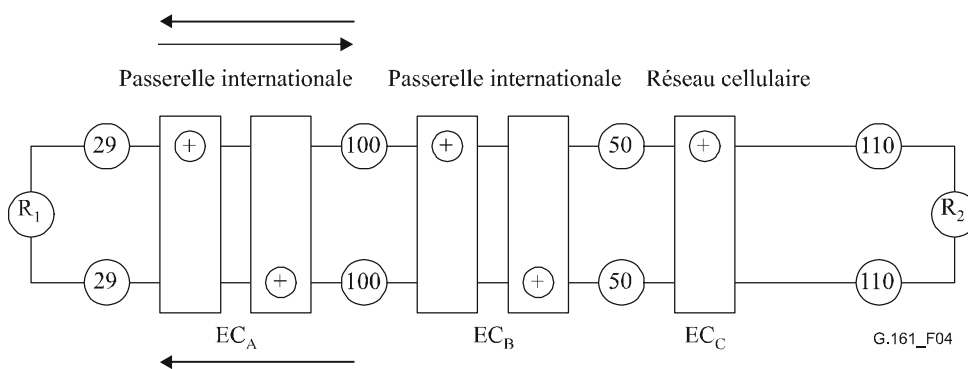 Passerelle internationale Passerelle internationale Réseau cellulaire
29 + 100 + 50 + 110
R1 R2
29 + 100 + 50 110
ECA ECB ECC
G.161_F04